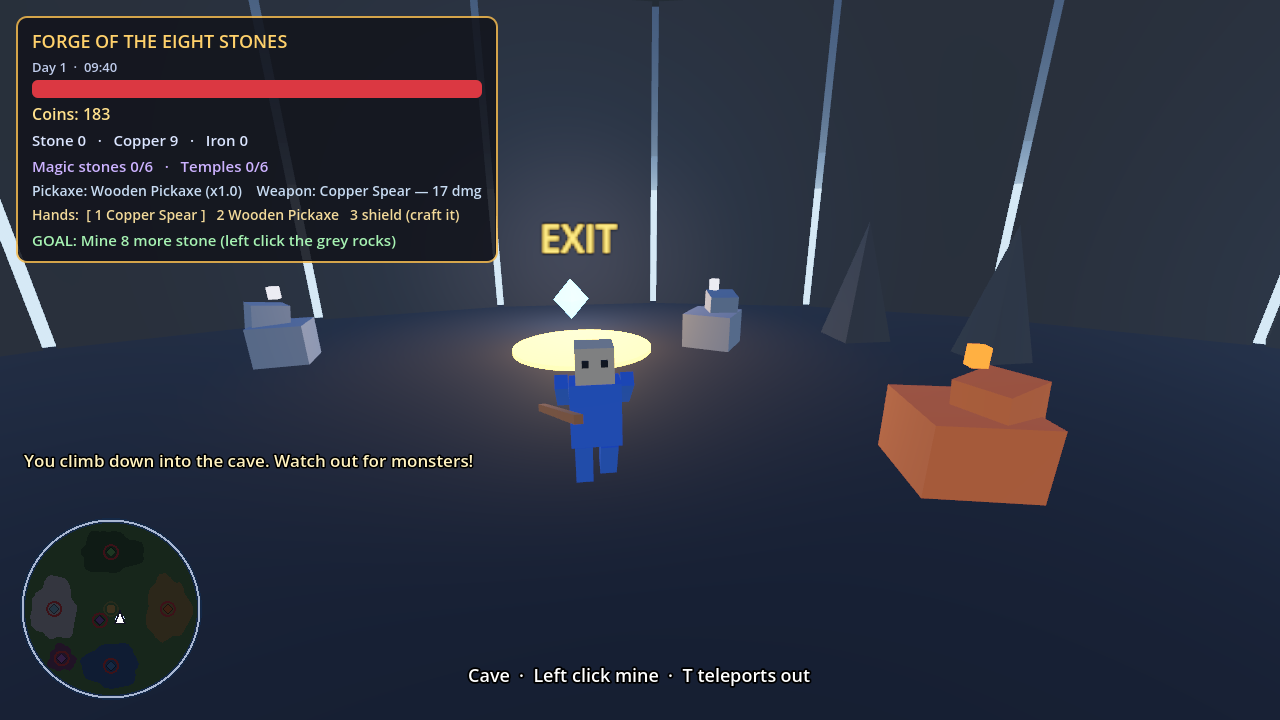 FORGE OF THE EIGHT STONES
Day 1 · 09:40
Coins: 183
Stone 0 · Copper 9 · Iron 0
Magic stones 0/6 · Temples 0/6
Pickaxe: Wooden Pickaxe (x1.0) Weapon: Copper Spear — 17 dmg
Hands: [ 1 Copper Spear ] 2 Wooden Pickaxe 3 shield (craft it)
GOAL: Mine 8 more stone (left click the grey rocks)
EXIT
You climb down into the cave. Watch out for monsters!
Cave · Left click mine · T teleports out